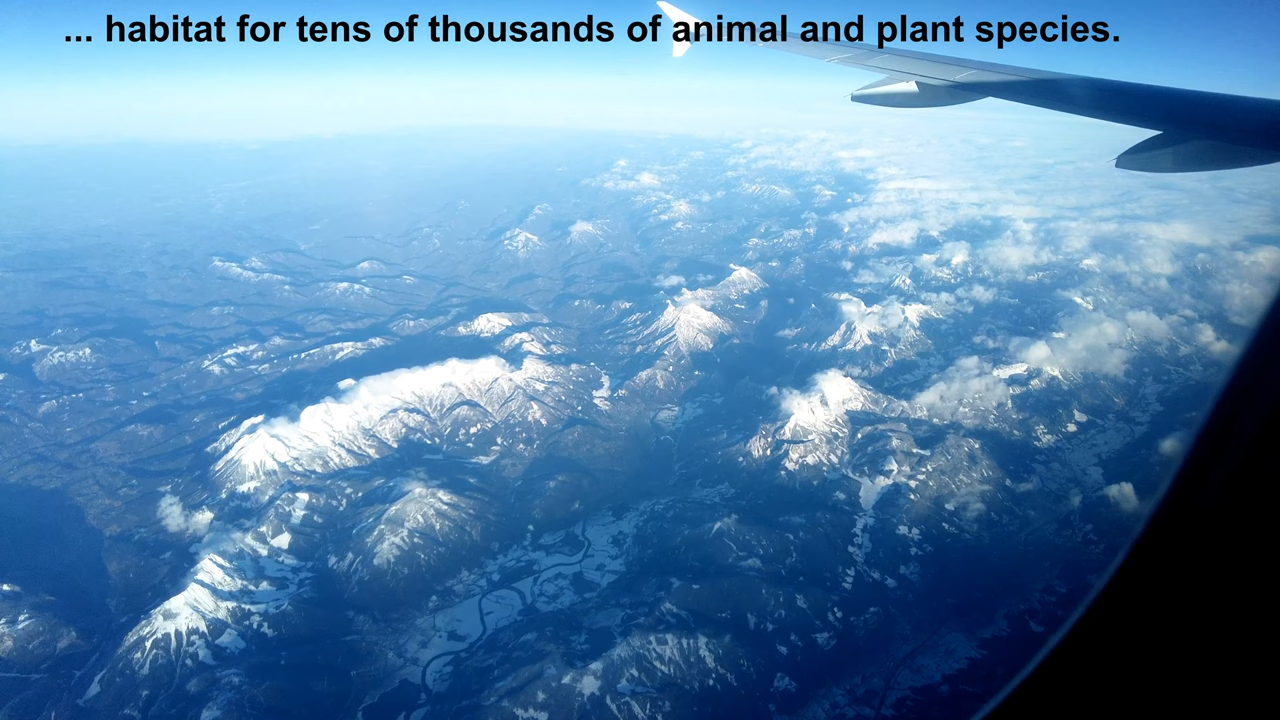 ... habitat for tens of thousands of animal and plant species.